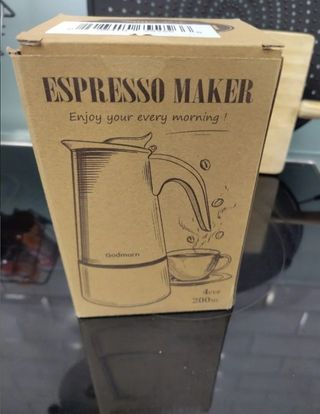 ESPRESSO MAKER
Enjoy your every morning !
Godmorn
4CUP
200ML